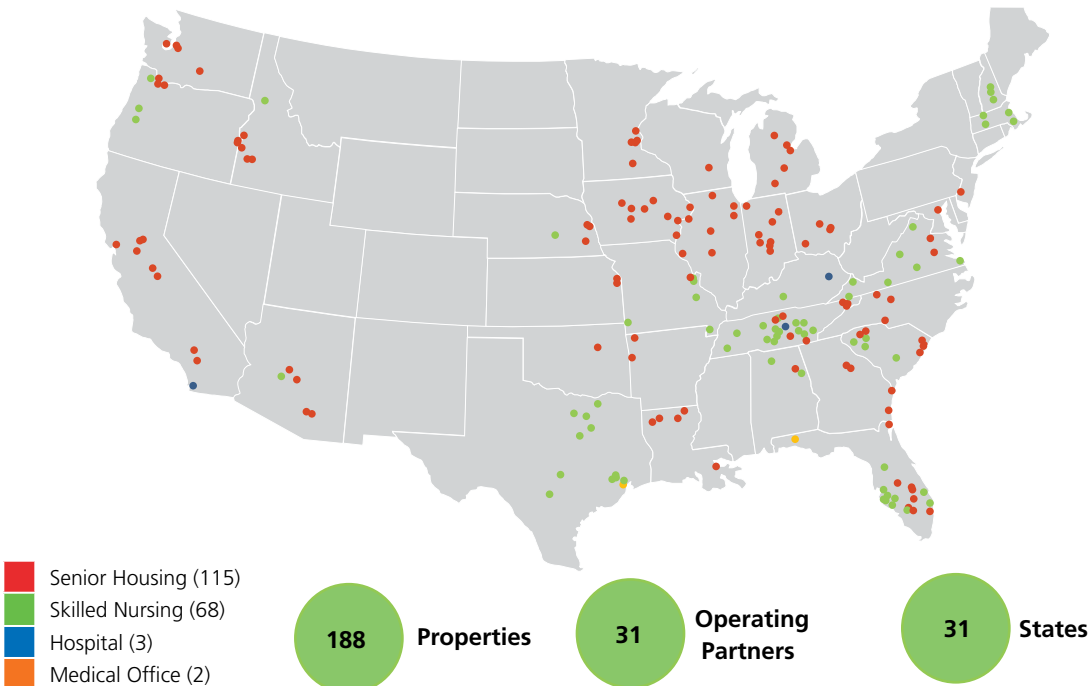 Senior Housing (115)
Skilled Nursing (68)
Hospital (3)
Medical Office (2)
188
Properties
31
Operating
Partners
31
States